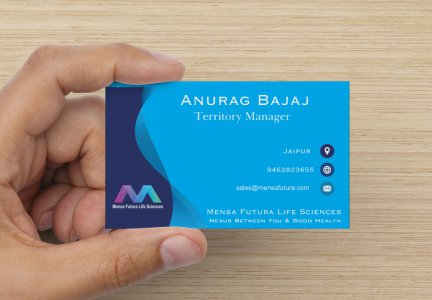 Anurag Bajaj
Territory Manager
Jaipur
9462823655
sales@mensafutura.com
Mensa Futura Life Sciences
Mensa Futura Life Sciences
Nexus Between You & Good Health